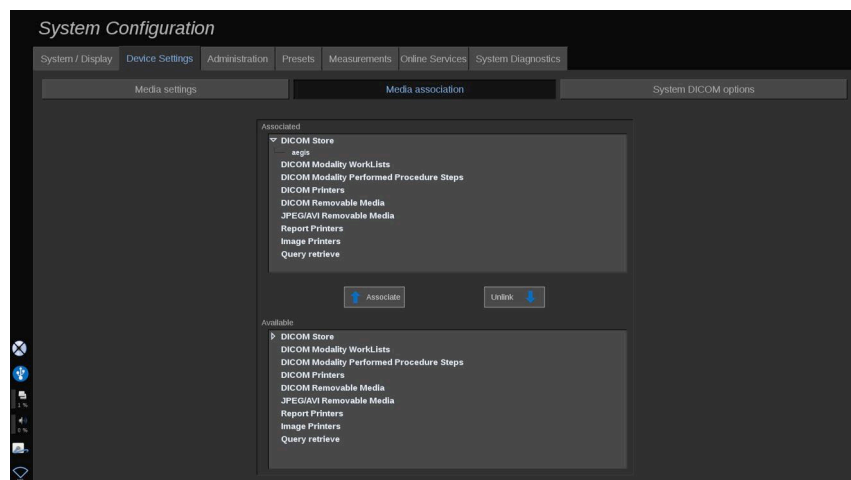 System Configuration
System / Display Device Settings Administration Presets Measurements Online Services System Diagnostics
Media settings Media association System DICOM options
Associated
DICOM Store
aegis
DICOM Modality WorkLists
DICOM Modality Performed Procedure Steps
DICOM Printers
DICOM Removable Media
JPEG/AVI Removable Media
Report Printers
Image Printers
Query retrieve
Associate Unlink
Available
DICOM Store
DICOM Modality WorkLists
DICOM Modality Performed Procedure Steps
DICOM Printers
DICOM Removable Media
JPEG/AVI Removable Media
Report Printers
Image Printers
Query retrieve
1 %
0 %